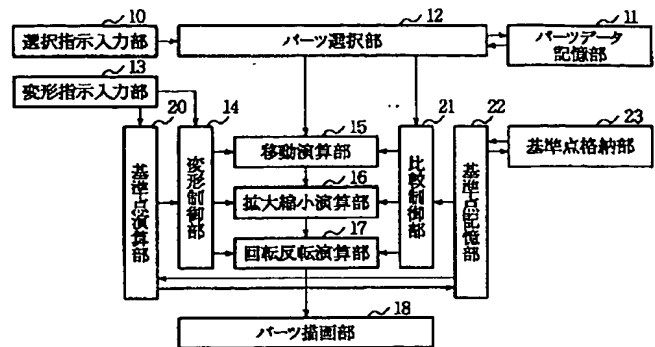 10
選択指示入力部
12
パーツ選択部
11
パーツデータ
記憶部
13
変形指示入力部
20
基準点演算部
14
変形制御部
15
移動演算部
16
拡大縮小演算部
17
回転反転演算部
21
比較制御部
22
基準点記憶部
23
基準点格納部
18
パーツ描画部